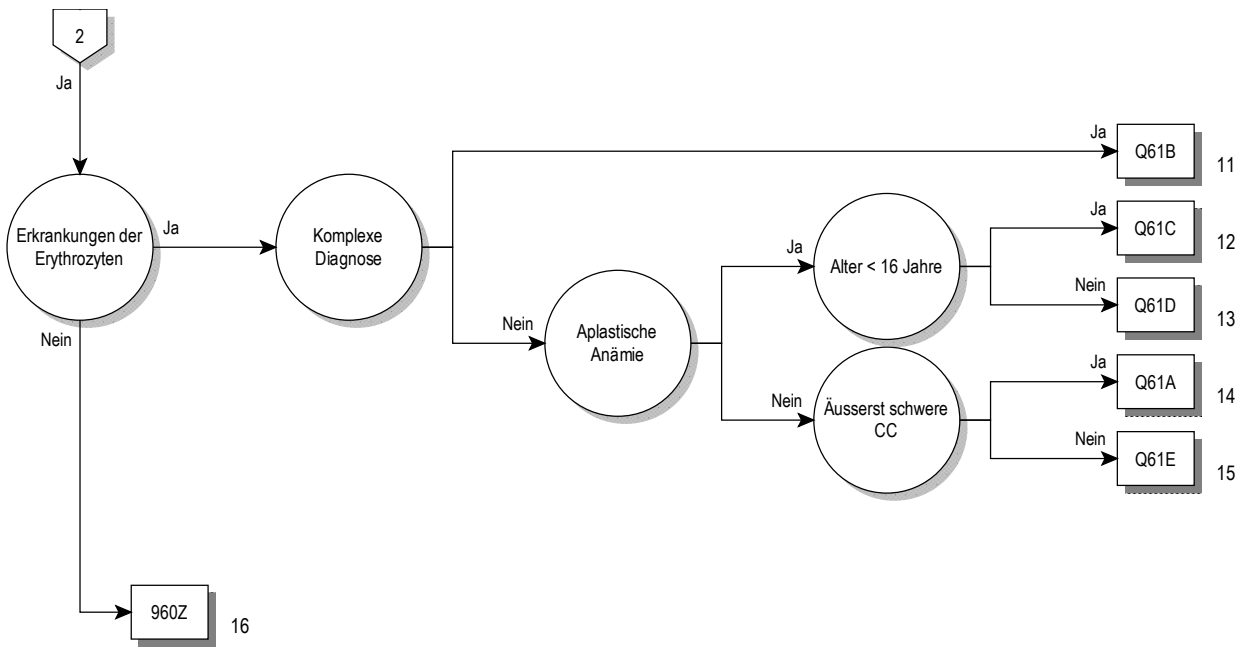 2
Ja
Ja
Q61B
11
Erkrankungen der
Erythrozyten
Ja
Komplexe
Diagnose
Ja
Alter < 16 Jahre
Ja
Q61C
12
Nein
Q61D
13
Nein
Nein
Aplastische
Anämie
Nein
Äusserst schwere
CC
Ja
Q61A
14
Nein
Q61E
15
960Z
16